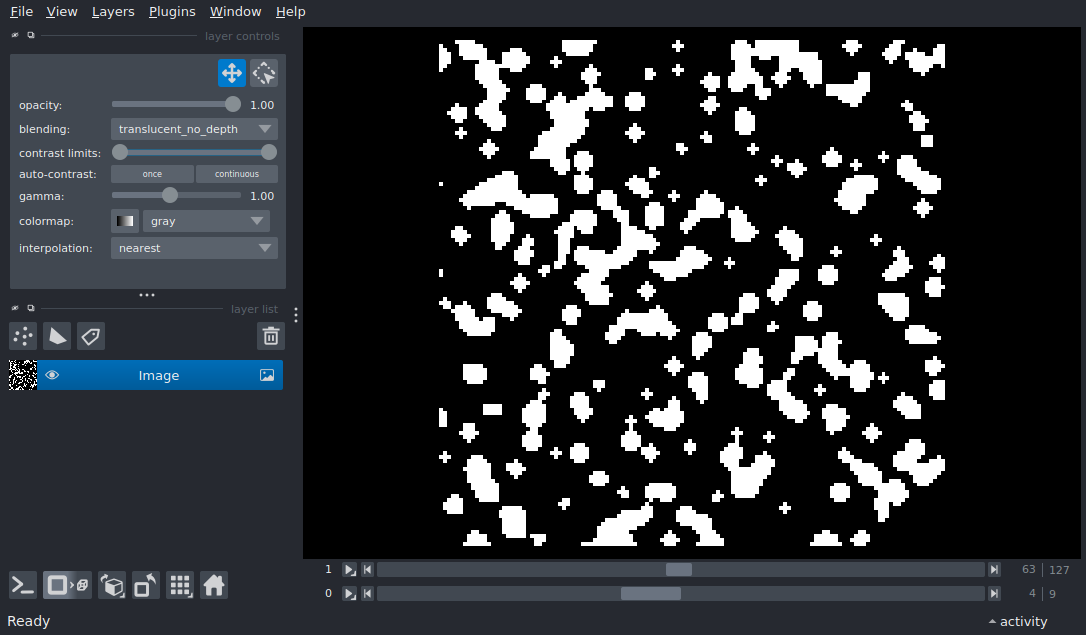 File View Layers Plugins Window Help
layer controls
opacity: 1.00
blending: translucent_no_depth
contrast limits:
auto-contrast: once continuous
gamma: 1.00
colormap: gray
interpolation: nearest
layer list
Image
1 63 127
0 4 9
Ready activity